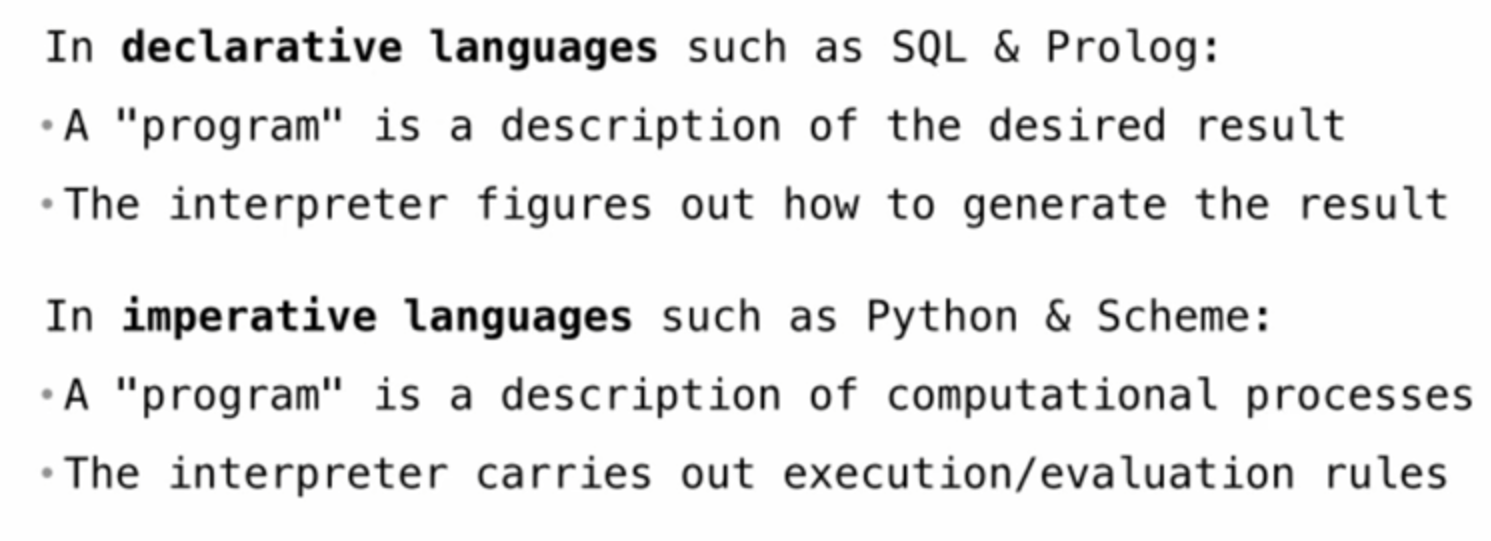 In declarative languages such as SQL & Prolog:
• A "program" is a description of the desired result
• The interpreter figures out how to generate the result
In imperative languages such as Python & Scheme:
• A "program" is a description of computational processes
• The interpreter carries out execution/evaluation rules